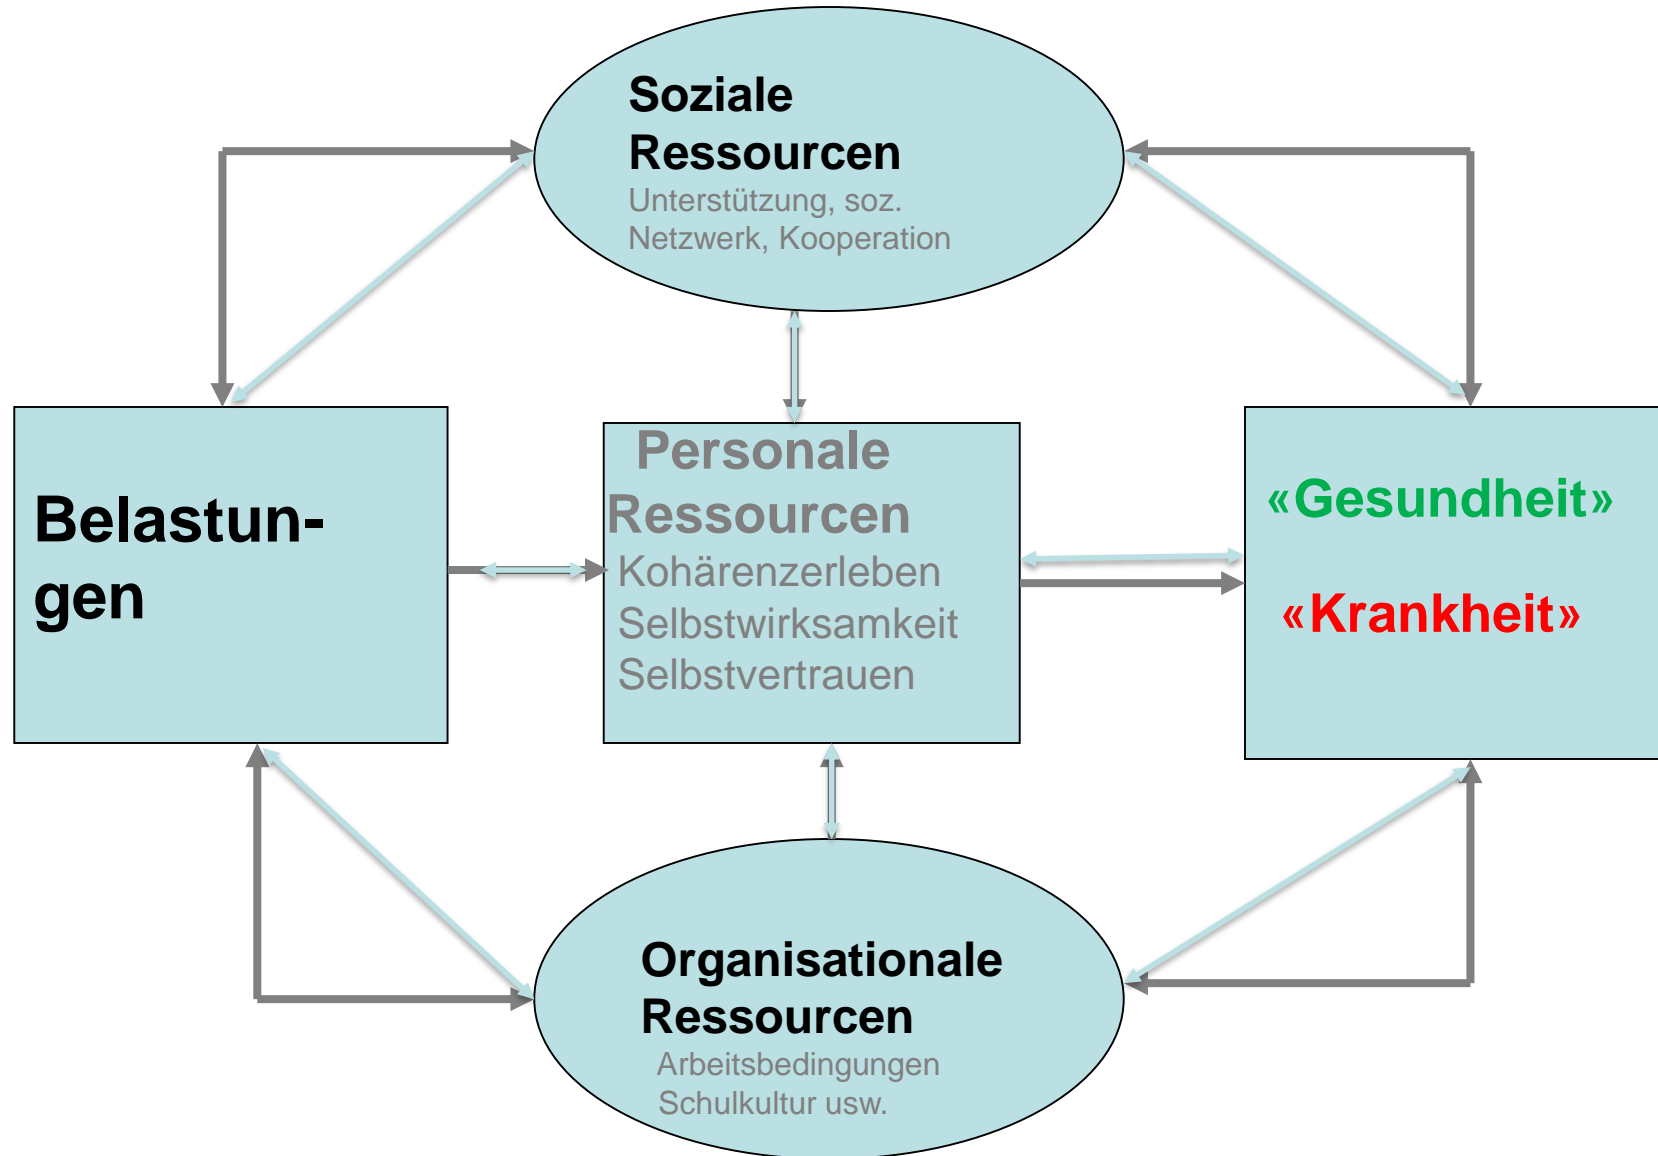 Soziale
Ressourcen
Unterstützung, soz.
Netzwerk, Kooperation
Belastun-
gen
Personale
Ressourcen
Kohärenzerleben
Selbstwirksamkeit
Selbstvertrauen
«Gesundheit»
«Krankheit»
Organisationale
Ressourcen
Arbeitsbedingungen
Schulkultur usw.